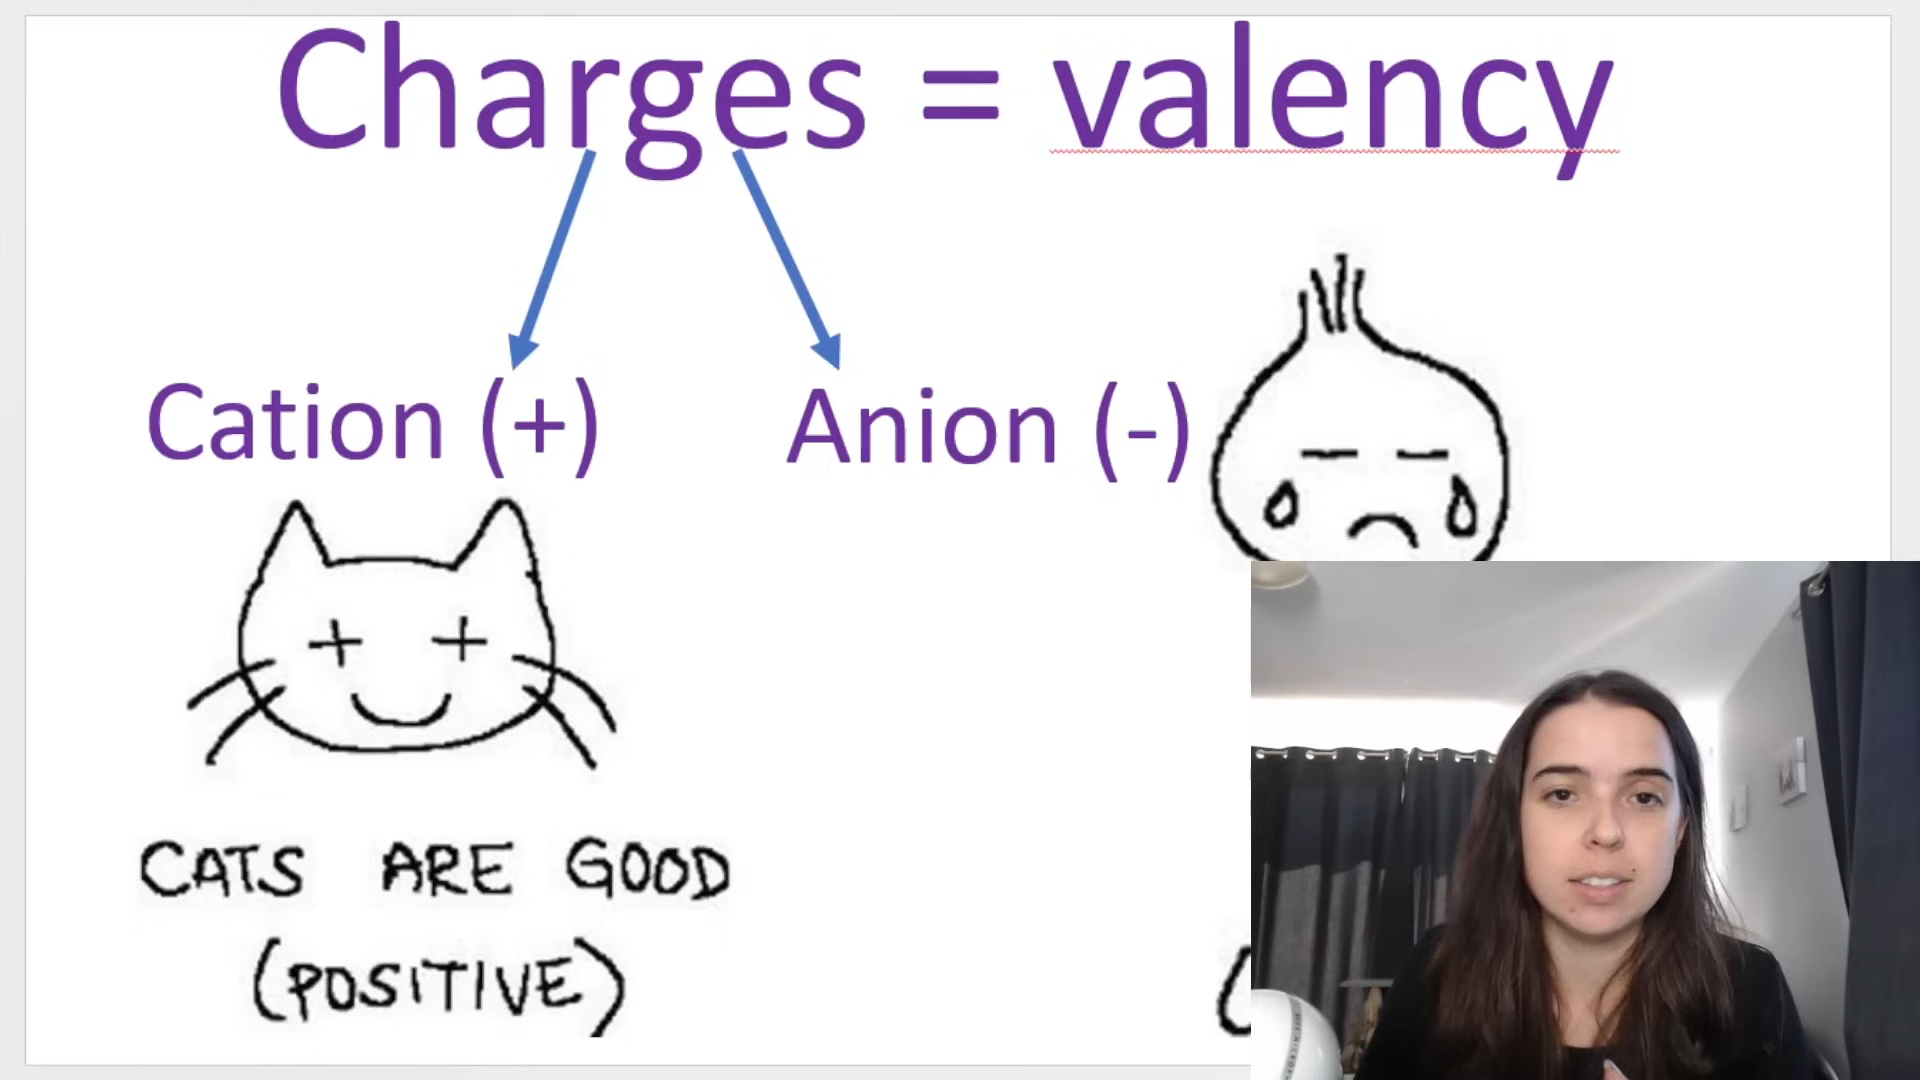 Charges = valency
Cation (+)
Anion (-)
CATS ARE GOOD
(POSITIVE)